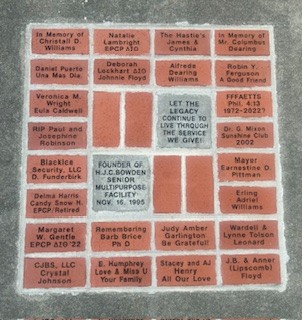 In Memory of
Christall D.
Williams
Natalie
Lambright
EPCP ΔΙΘ
The Hastie's
James &
Cynthia
In Memory of
Mr. Columbus
Dearing
Daniel Puerto
Una Mas Die.
Deborah
Lockhart ΔΙΘ
Johnnie Floyd
Alfreda
Dearing
Williams
Robin Y.
Ferguson
A Good Friend
Veronica M.
Wright
Eula Caldwell
LET THE
LEGACY
CONTINUE TO
LIVE THROUGH
THE SERVICE
WE GIVE!
FFFAETTS
Phil. 4:13
1972-2022?
RIP Paul and
Josephine
Robinson
Dr. G. Mixon
Sunshine Club
2002
Blackice
Security, LLC
D. Funderbirk
FOUNDER OF
H.J.C.BOWDEN
SENIOR
MULTIPURPOSE
FACILITY
NOV. 16, 1995
Mayor
Earnestine D.
Pittman
Delma Harris
Candy Snow H.
EPCP/Retired
Erling
Adriel
Williams
Margaret
W. Gentle
EPCP ΔΙΘ'22
Remembering
Barb Brice
Ph D
Judy Amber
Garlington
Be Grateful!
Wardell &
Lynne Tolson
Leonard
CJBS, LLC
Crystal
Johnson
E. Humphrey
Love & Miss U
Your Family
Stacey and AJ
Henry
All Our Love
J.B. & Anner
(Lipscomb)
Floyd